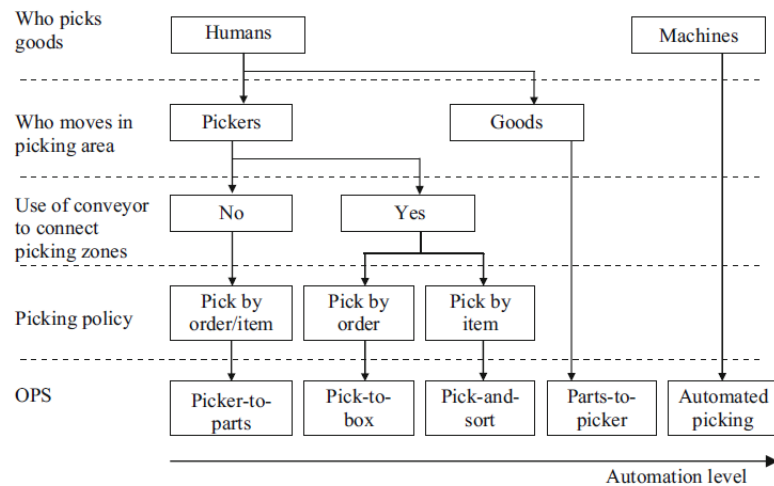 Who picks
goods
Humans
Machines
Who moves in
picking area
Pickers
Goods
Use of conveyor
to connect
picking zones
No
Yes
Picking policy
Pick by
order/item
Pick by
order
Pick by
item
OPS
Picker-to-
parts
Pick-to-
box
Pick-and-
sort
Parts-to-
picker
Automated
picking
Automation level